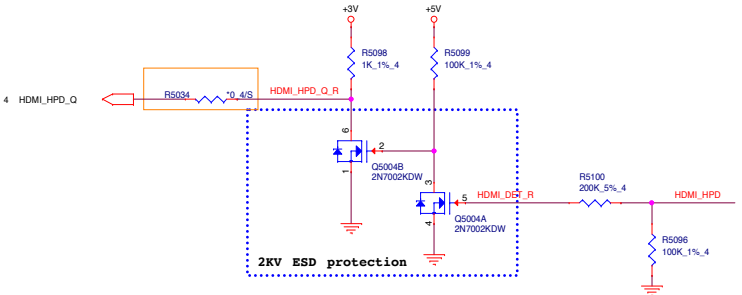 +3V
+5V
R5098
1K_1%_4
R5099
100K_1%_4
4 HDMI_HPD_Q
R5034
*0_4/S
HDMI_HPD_Q_R
6
2
1
Q5004B
2N7002KDW
3
5
4
Q5004A
2N7002KDW
HDMI_DET_R
R5100
200K_5%_4
HDMI_HPD
R5096
100K_1%_4
2KV ESD protection